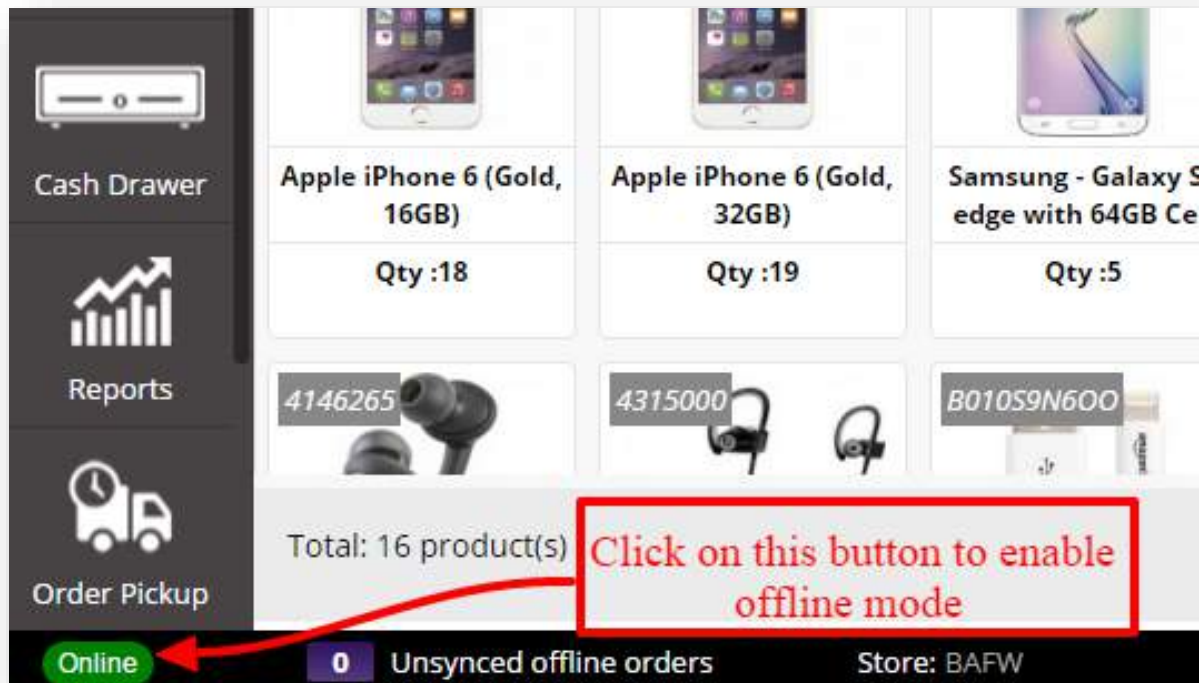 Cash Drawer
Apple iPhone 6 (Gold,
16GB)
Qty :18
Apple iPhone 6 (Gold,
32GB)
Qty :19
Samsung - Galaxy S
edge with 64GB Ce
Qty :5
Reports
4146265
4315000
B010S9N6OO
Order Pickup
Total: 16 product(s)
Click on this button to enable
offline mode
Online
0 Unsynced offline orders
Store: BAFW